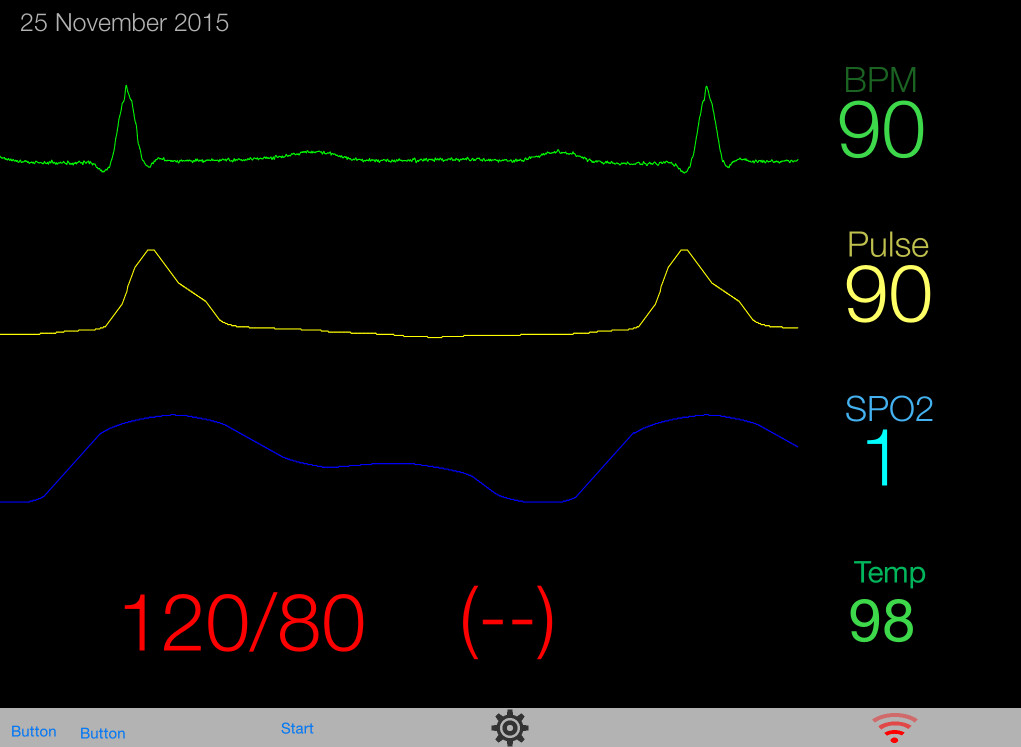 25 November 2015
BPM
90
Pulse
90
SPO2
1
Temp
98
120/80 (--)
Button Button Start